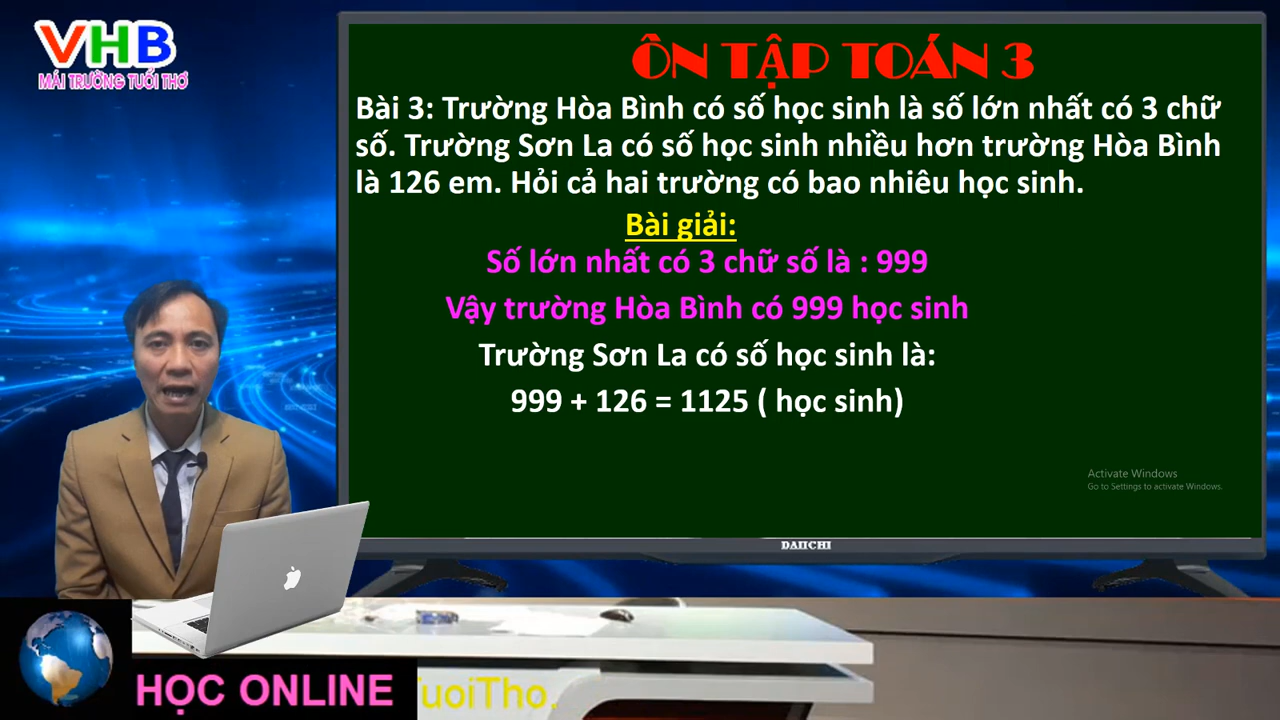 VHB
MÁI TRƯỜNG TUỔI THƠ
ÔN TẬP TOÁN 3
Bài 3: Trường Hòa Bình có số học sinh là số lớn nhất có 3 chữ
số. Trường Sơn La có số học sinh nhiều hơn trường Hòa Bình
là 126 em. Hỏi cả hai trường có bao nhiêu học sinh.
Bài giải:
Số lớn nhất có 3 chữ số là : 999
Vậy trường Hòa Bình có 999 học sinh
Trường Sơn La có số học sinh là:
999 + 126 = 1125 ( học sinh)
Activate Windows
Go to Settings to activate Windows.
DAIICHI
HỌC ONLINE
TuoiTho.